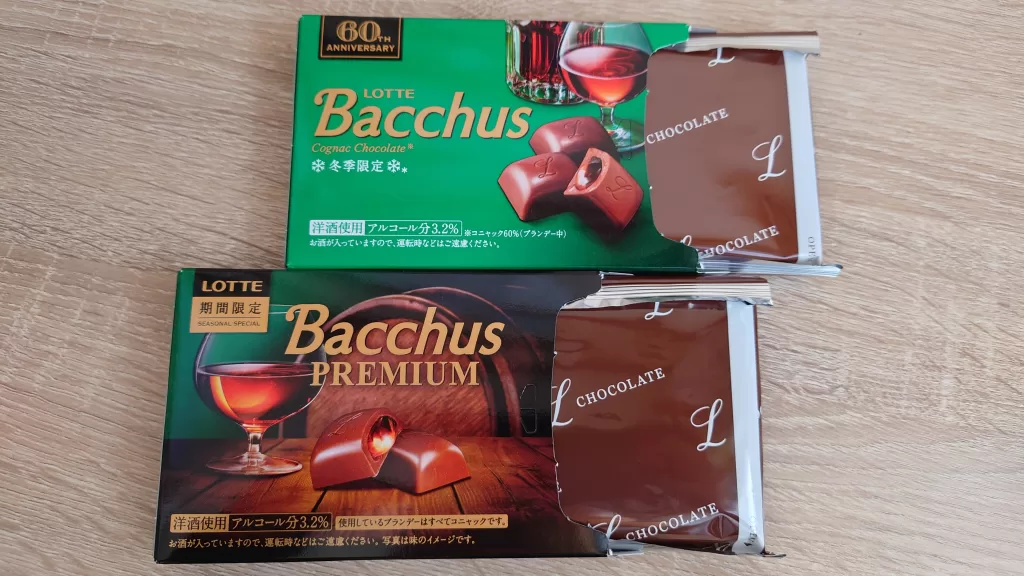 60TH
ANNIVERSARY
LOTTE
Bacchus
Cognac Chocolate®
冬季限定
洋酒使用 アルコール分3.2% ※コニャック60%(ブランデー中)
お酒が入っていますので、運転時などはご遠慮ください。
L
CHOCOLATE
L
CHOCOLATE
LOTTE
期間限定
SEASONAL SPECIAL
Bacchus
PREMIUM
洋酒使用 アルコール分3.2% 使用しているブランデーはすべてコニャックです。
お酒が入っていますので、運転時などはご遠慮ください。写真は味のイメージです。
L
L
CHOCOLATE
L
CHOCOLATE